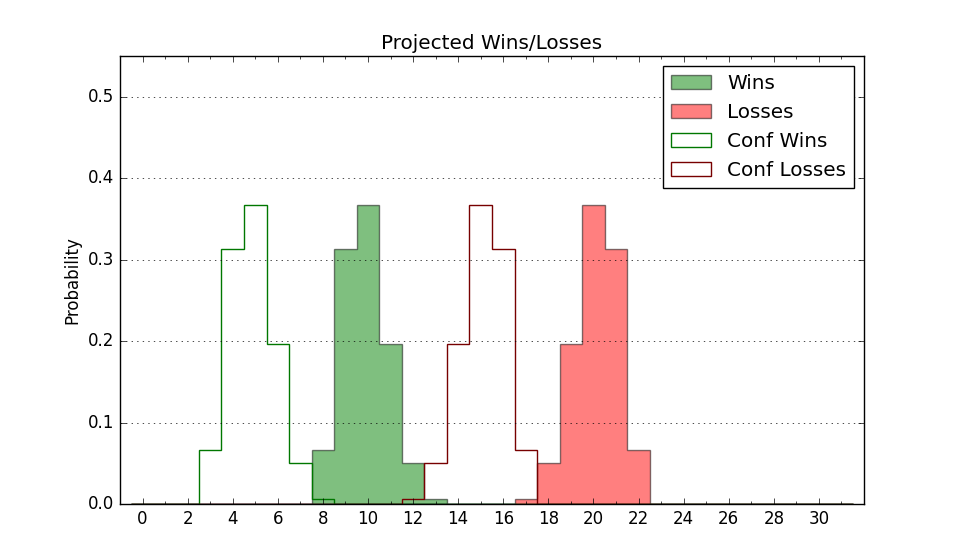 Projected Wins/Losses
Wins
Losses
Conf Wins
Conf Losses
Probability
0.5
0.4
0.3
0.2
0.1
0.0
0 2 4 6 8 10 12 14 16 18 20 22 24 26 28 30